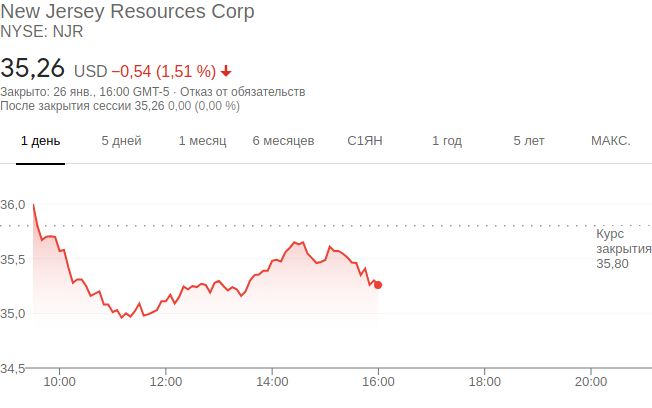 New Jersey Resources Corp
NYSE: NJR
35,26 USD −0,54 (1,51 %)
Закрыто: 26 янв., 16:00 GMT-5 · Отказ от обязательств
После закрытия сессии 35,26 0,00 (0,00 %)
1 день 5 дней 1 месяц 6 месяцев С1ЯН 1 год 5 лет МАКС.
36,0
Курс
закрытия
35,80
35,5
35,0
34,5
10:00 12:00 14:00 16:00 18:00 20:00